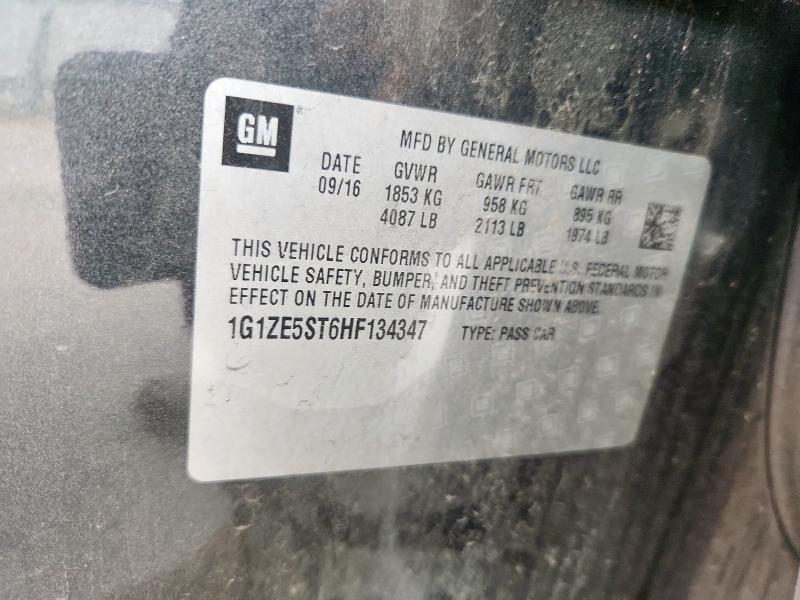 GM
MFD BY GENERAL MOTORS LLC
DATE GVWR GAWR FRT GAWR RR
09/16 1853 KG 958 KG 895 KG
4087 LB 2113 LB 1974 LB
THIS VEHICLE CONFORMS TO ALL APPLICABLE U.S. FEDERAL MOTOR
VEHICLE SAFETY, BUMPER, AND THEFT PREVENTION STANDARDS IN
EFFECT ON THE DATE OF MANUFACTURE SHOWN ABOVE.
1G1ZE5ST6HF134347 TYPE: PASS CAR